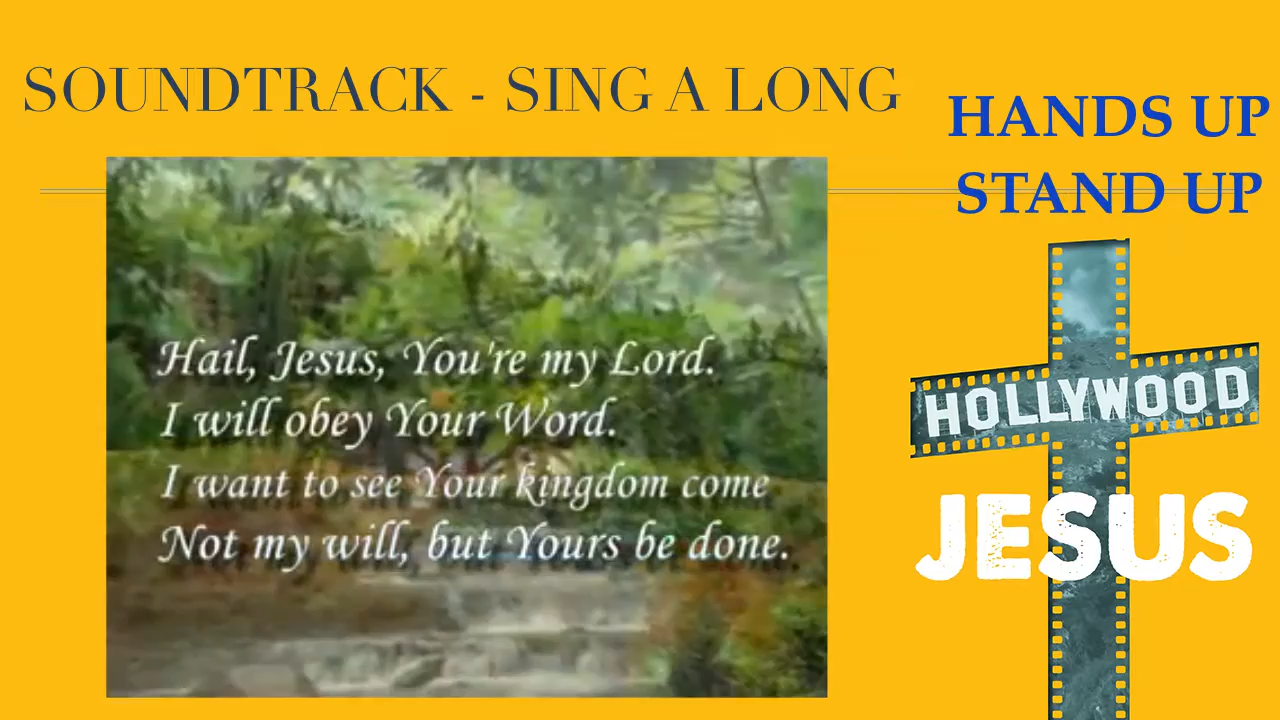 SOUNDTRACK - SING A LONG
HANDS UP
STAND UP
Hail, Jesus, You're my Lord.
I will obey Your Word.
I want to see Your kingdom come
Not my will, but Yours be done.
HOLLYWOOD
JESUS